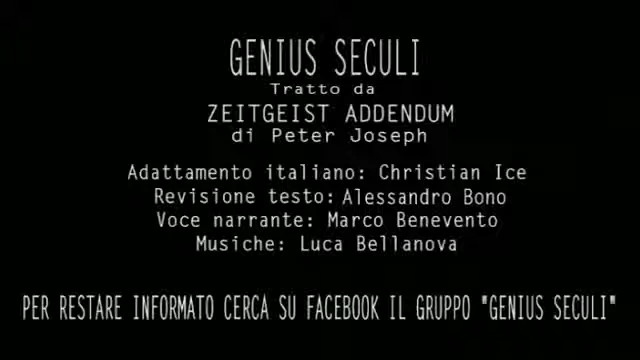 GENIUS SECULI
Tratto da
ZEITGEIST ADDENDUM
di Peter Joseph
Adattamento italiano: Christian Ice
Revisione testo: Alessandro Bono
Voce narrante: Marco Benevento
Musiche: Luca Bellanova
PER RESTARE INFORMATO CERCA SU FACEBOOK IL GRUPPO "GENIUS SECULI"